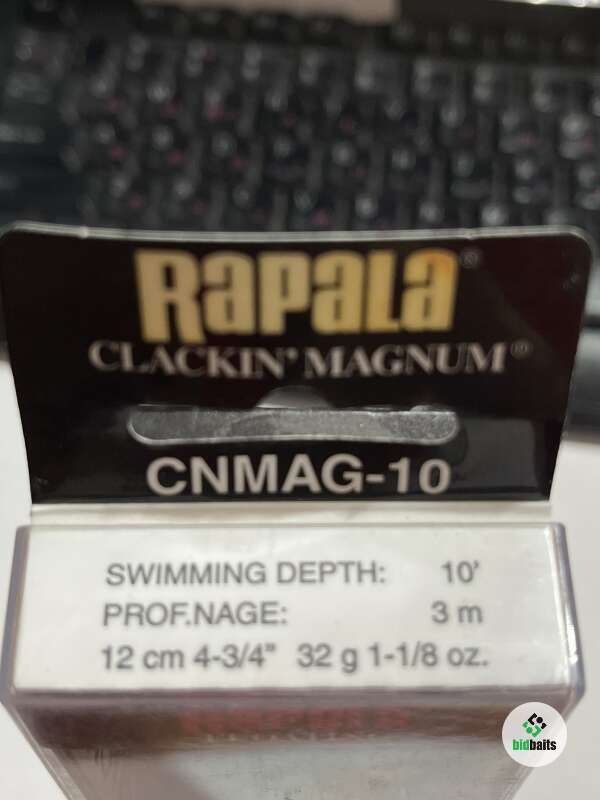 RAPALA®
CLACKIN' MAGNUM®
CNMAG-10
SWIMMING DEPTH: 10'
PROF.NAGE: 3 m
12 cm 4-3/4" 32 g 1-1/8 oz.
RAPALA
bidbaits